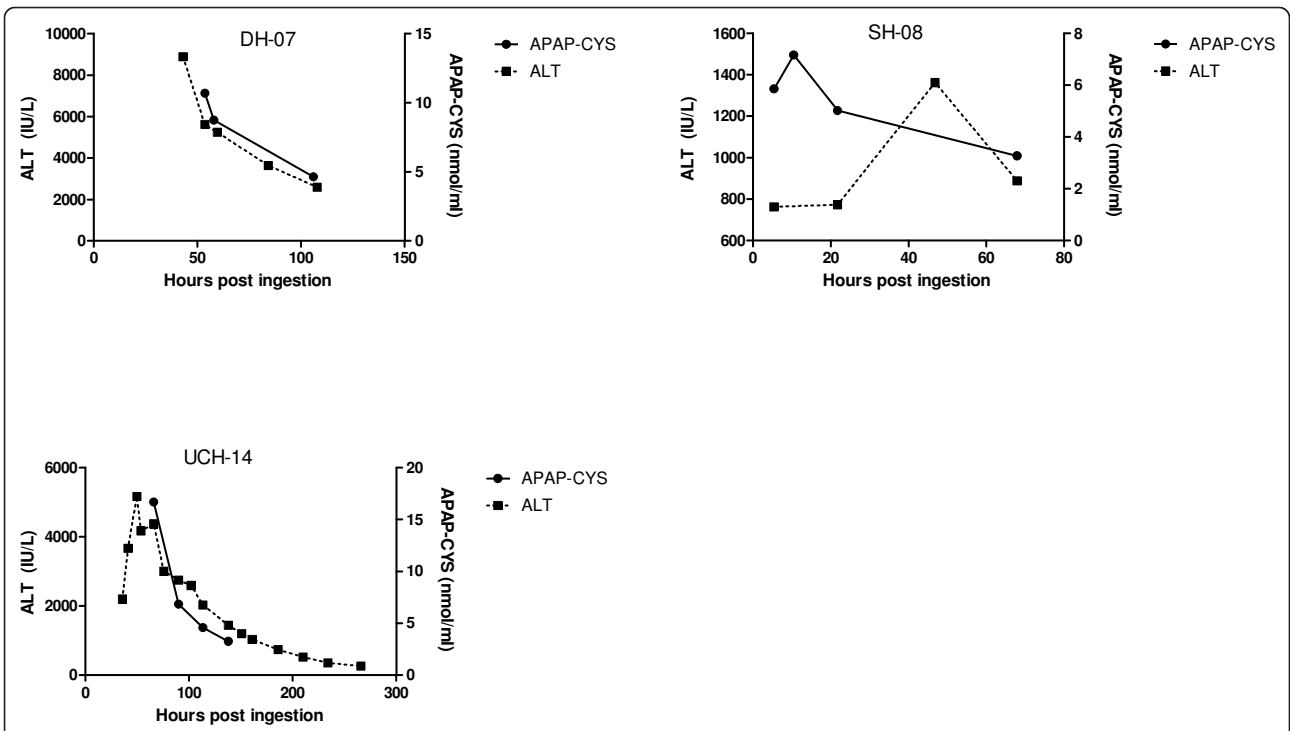 DH-07
ALT (IU/L)
10000
8000
6000
4000
2000
0
15
10
5
0
APAP-CYS (nmol/ml)
0 50 100 150
Hours post ingestion
APAP-CYS
ALT
SH-08
ALT (IU/L)
1600
1400
1200
1000
800
600
8
6
4
2
0
APAP-CYS (nmol/ml)
0 20 40 60 80
Hours post ingestion
APAP-CYS
ALT
UCH-14
ALT (IU/L)
6000
4000
2000
0
20
15
10
5
0
APAP-CYS (nmol/ml)
0 100 200 300
Hours post ingestion
APAP-CYS
ALT